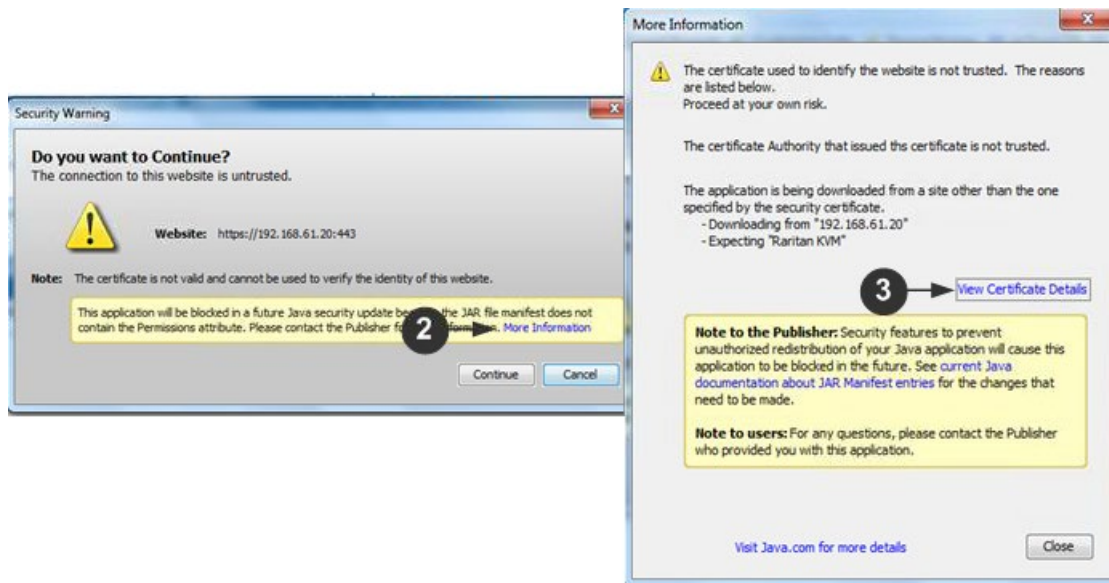 Security Warning
Do you want to Continue?
The connection to this website is untrusted.
Website: https://192.168.61.20:443
Note: The certificate is not valid and cannot be used to verify the identity of this website.
This application will be blocked in a future Java security update the JAR file manifest does not
contain the Permissions attribute. Please contact the Publisher More Information
2
Continue Cancel
More Information
The certificate used to identify the website is not trusted. The reasons
are listed below.
Proceed at your own risk.
The certificate Authority that issued ths certificate is not trusted.
The application is being downloaded from a site other than the one
specified by the security certificate.
- Downloading from "192.168.61.20"
- Expecting "Raritan KVM"
3
View Certificate Details
Note to the Publisher: Security features to prevent
unauthorized redistribution of your Java application will cause this
application to be blocked in the future. See current Java
documentation about JAR Manifest entries for the changes that
need to be made.
Note to users: For any questions, please contact the Publisher
who provided you with this application.
Visit Java.com for more details
Close